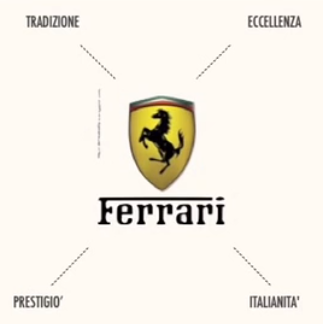 TRADIZIONE
ECCELLENZA
Ferrari
PRESTIGIO'
ITALIANITA'